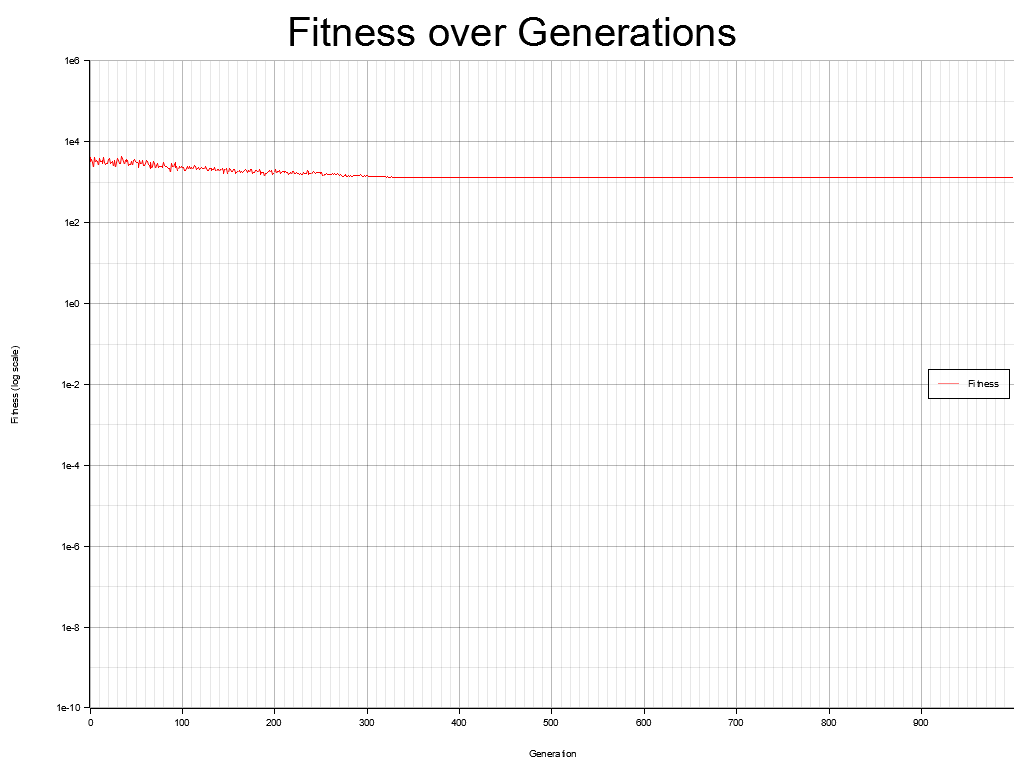 Fitness over Generations
1e6
1e4
1e2
1e0
1e-2
1e-4
1e-6
1e-8
1e-10
Fitness (log scale)
Fitness
0 100 200 300 400 500 600 700 800 900
Generation